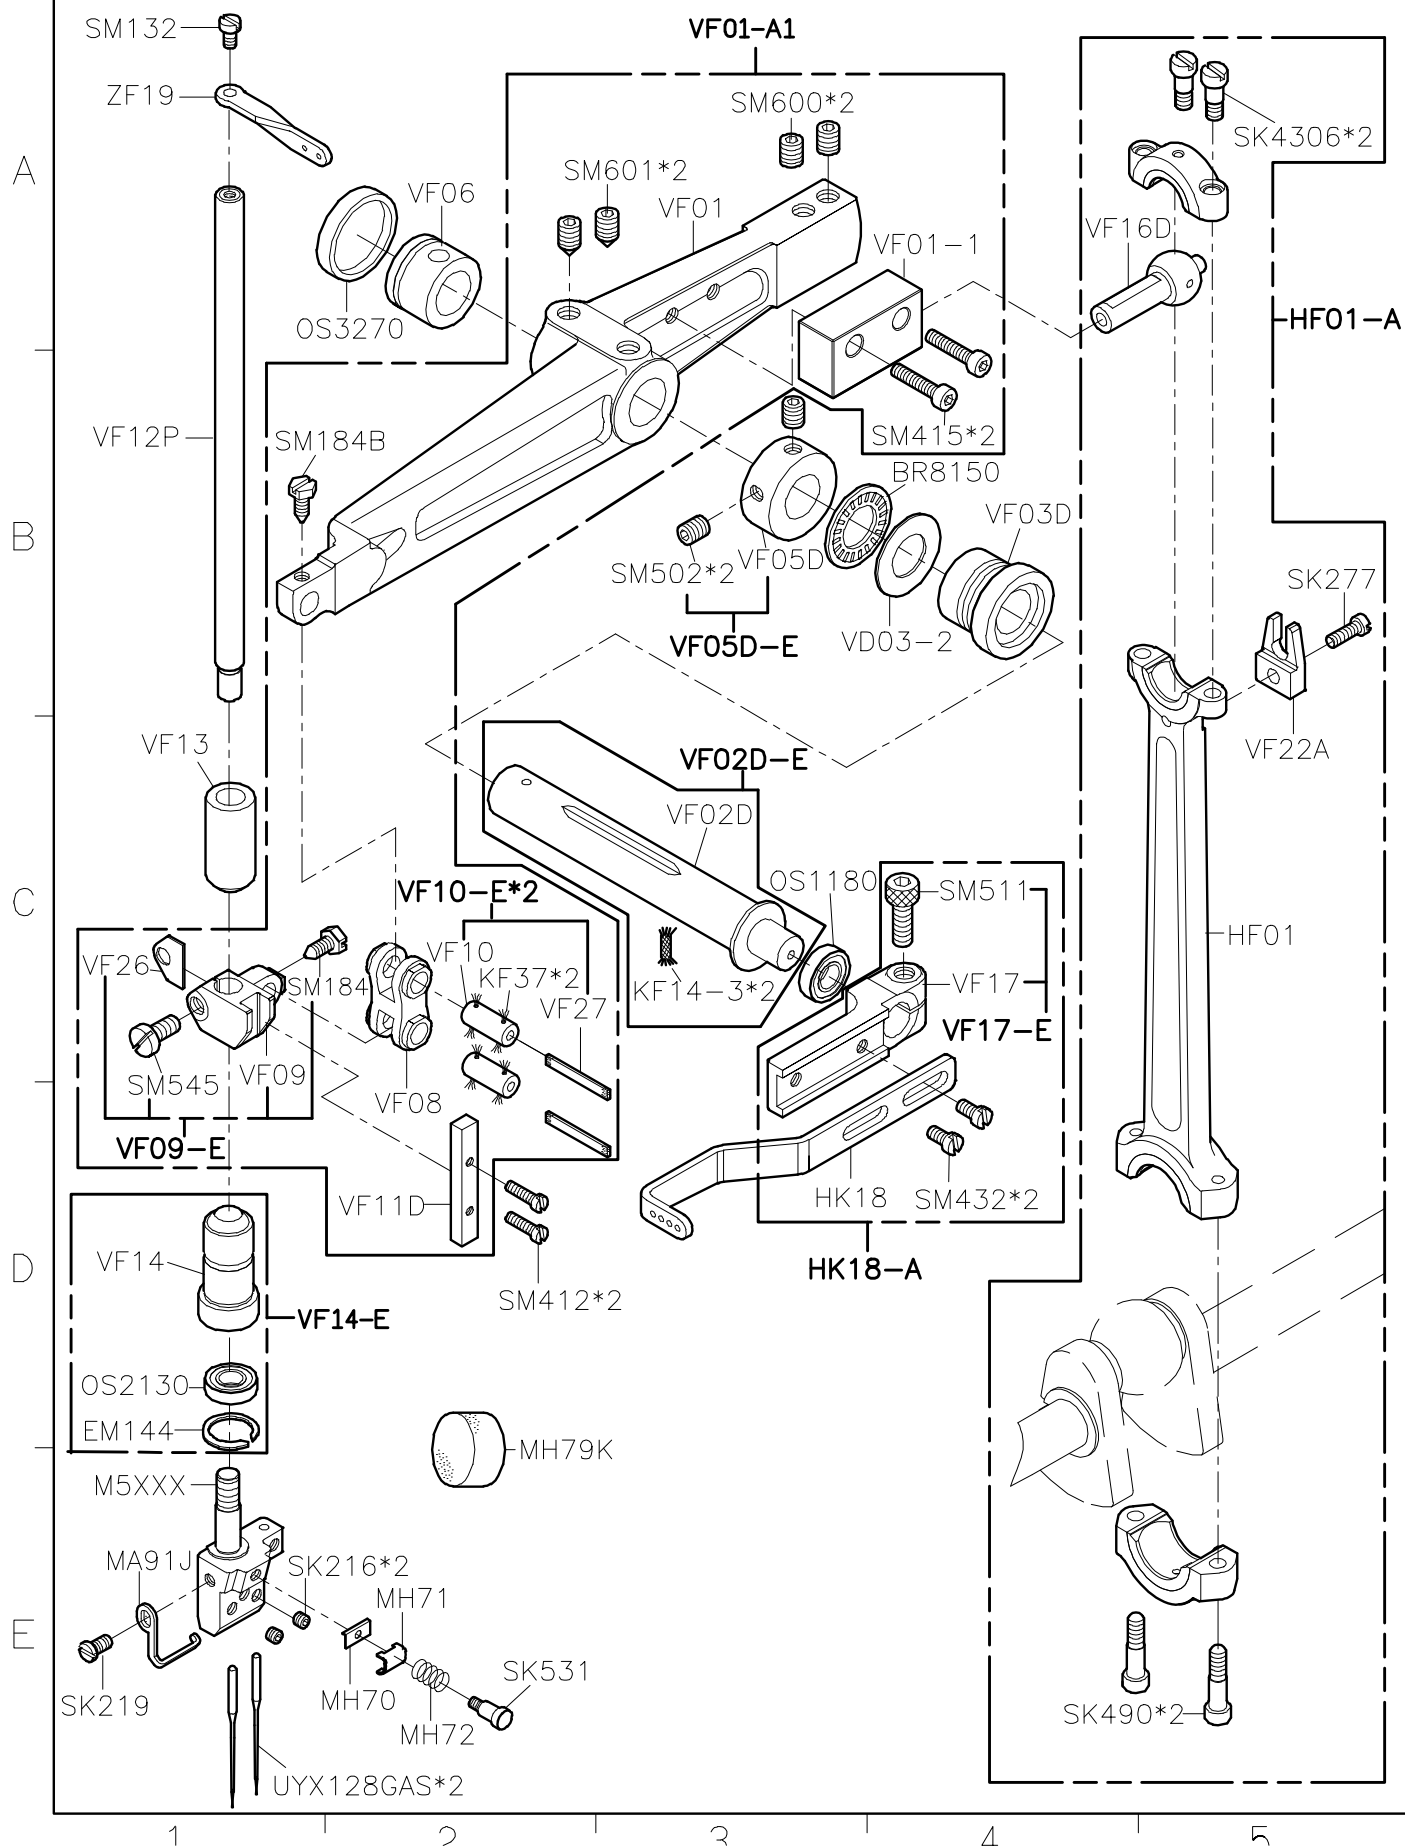 SM132
VF01-A1
ZF19
SM600*2
SK4306*2
A
SM601*2
VF06
VF01
VF16D
VF01-1
OS3270
HF01-A
VF12P
SM184B
SM415*2
BR8150
VF03D
B
SM502*2
VF05D
SK277
VF05D-E
VD03-2
VF13
VF02D-E
VF22A
VF02D
VF10-E*2
OS1180
SM511
C
HF01
VF26
VF10
KF37*2
SM184
KF14-3*2
VF27
VF17
VF17-E
SM545
VF09
VF08
VF09-E
VF11D
HK18
SM432*2
VF14
D
HK18-A
SM412*2
VF14-E
OS2130
EM144
MH79K
M5XXX
MA91J
SK216*2
MH71
E
SK531
SK219
MH70
MH72
SK490*2
UYX128GAS*2
1 2 3 4 5